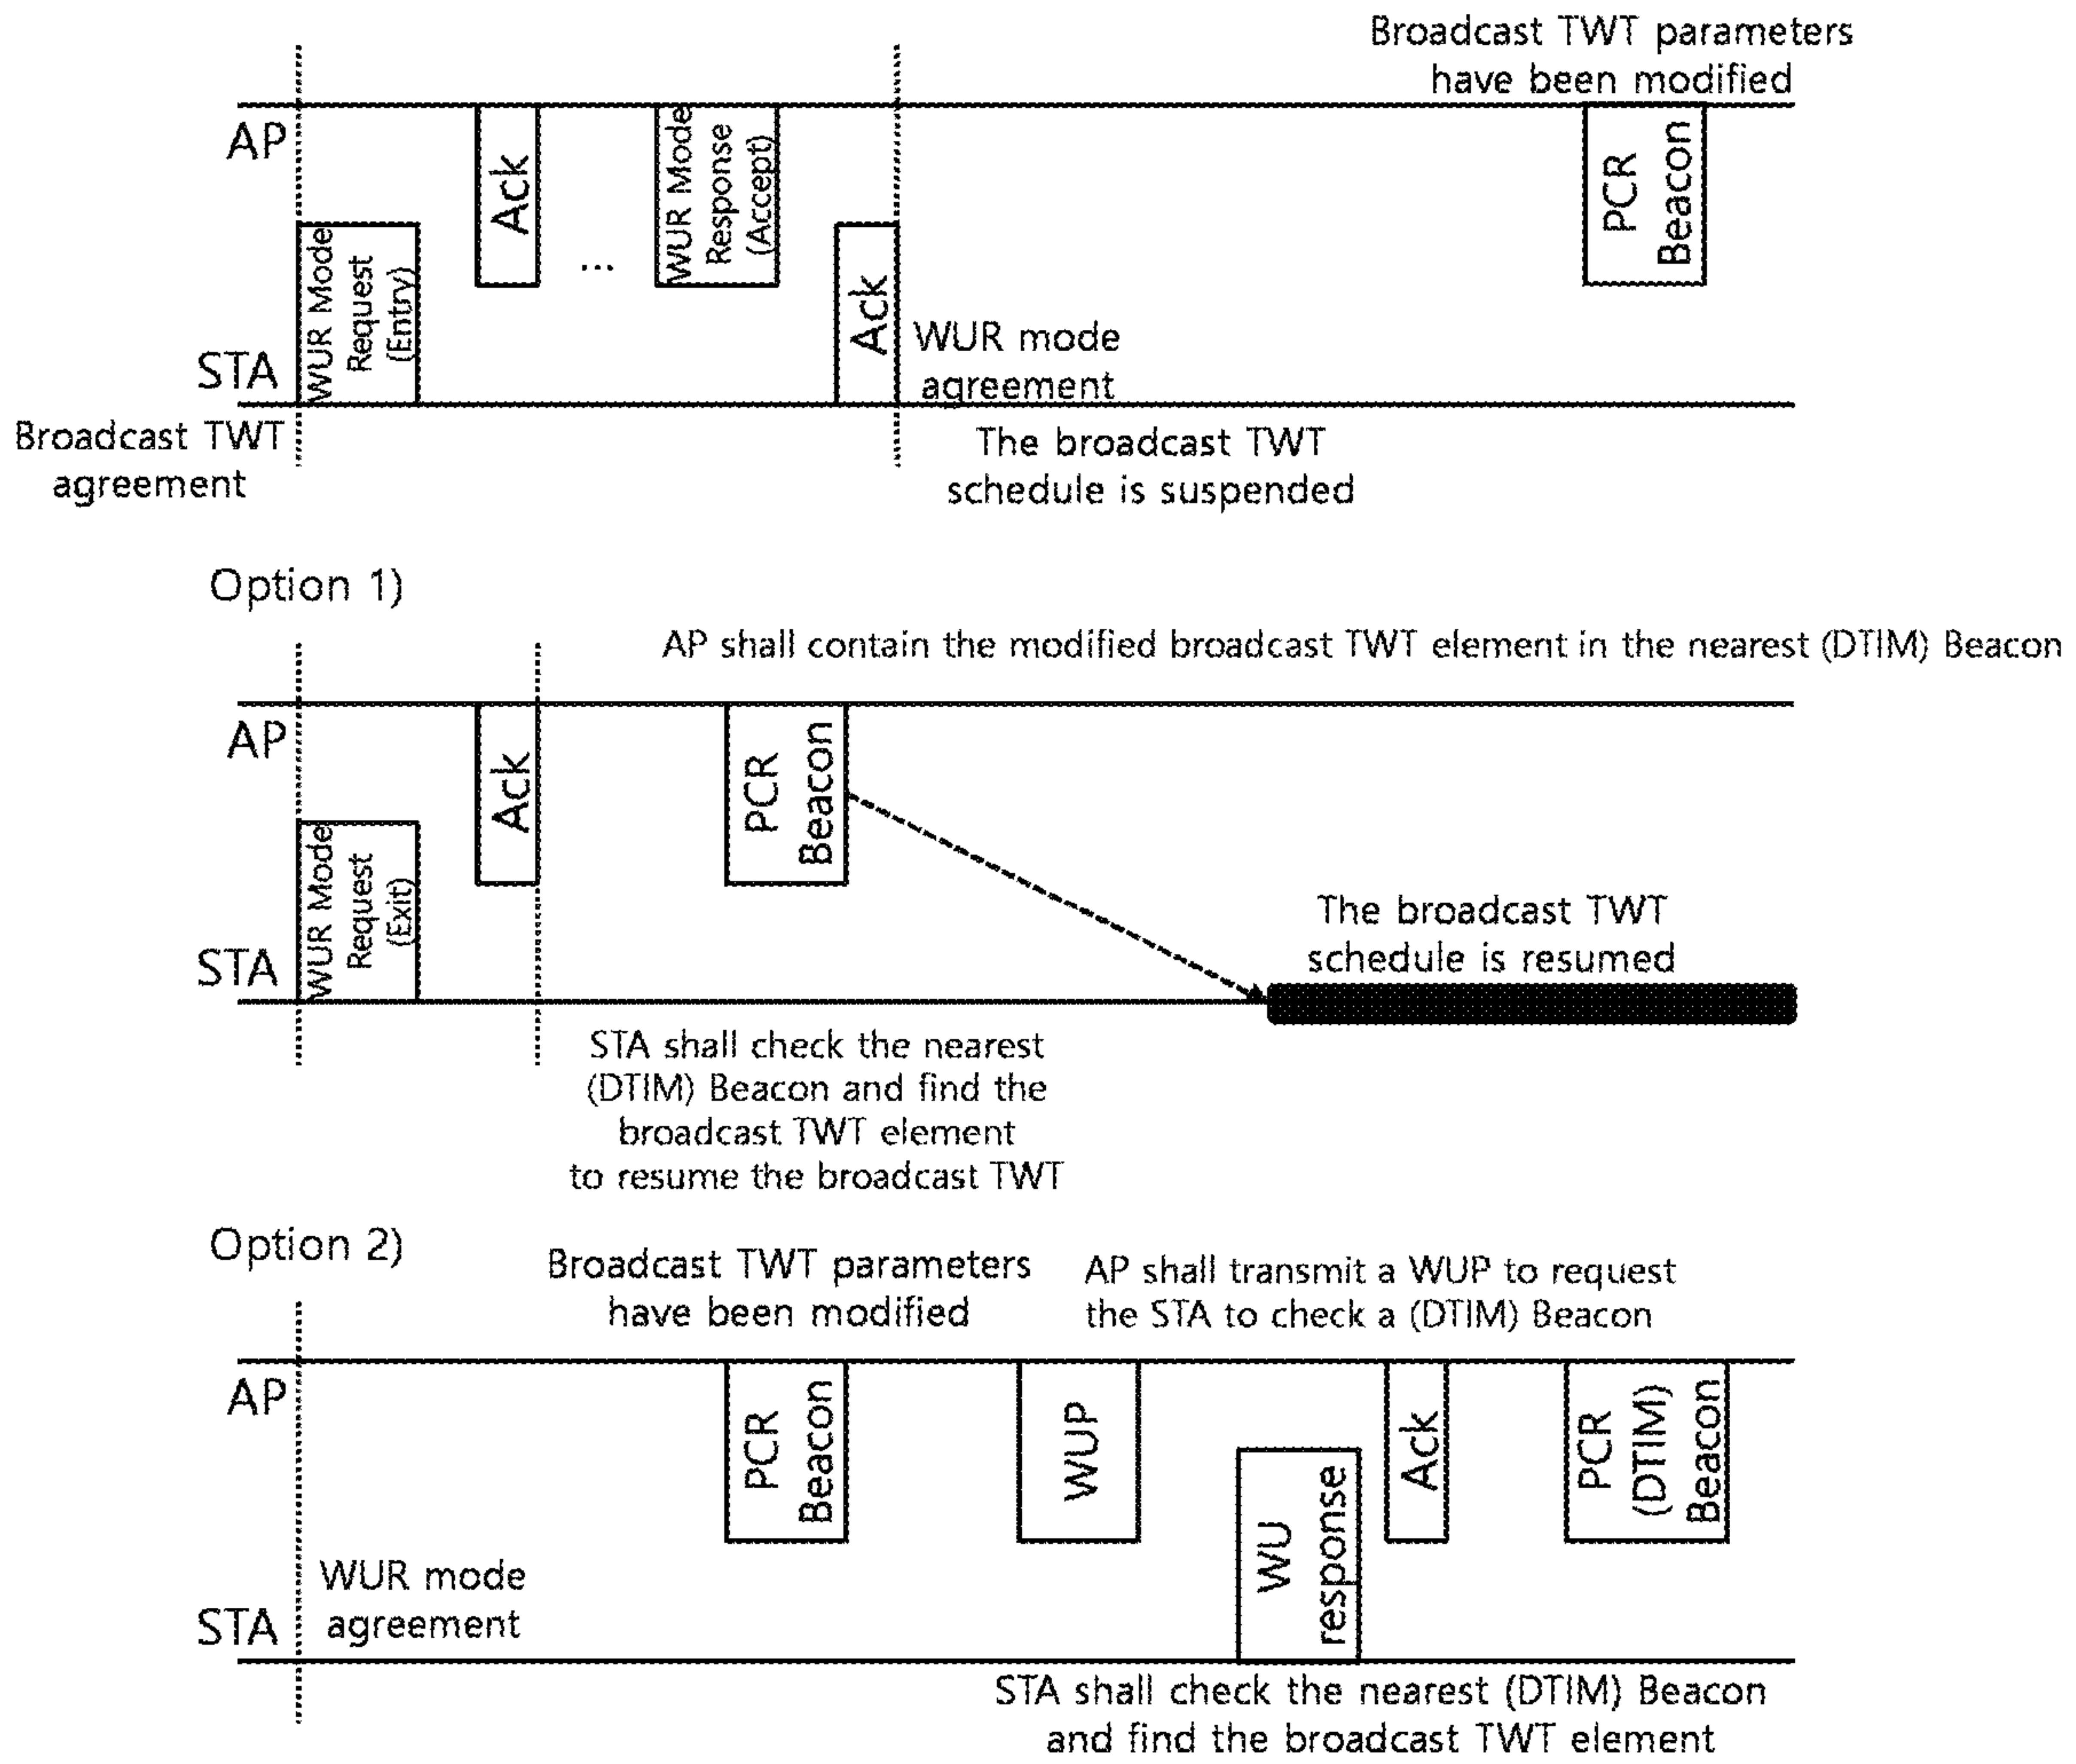 Broadcast TWT parameters
have been modified
AP
WUR Mode
Request
(Entry)
Ack
...
WUR Mode
Response
(Accept)
Ack
PCR
Beacon
STA
WUR mode
agreement
Broadcast TWT
agreement
The broadcast TWT
schedule is suspended
Option 1)
AP shall contain the modified broadcast TWT element in the nearest (DTIM) Beacon
AP
WUR Mode
Request
(Exit)
Ack
PCR
Beacon
STA
The broadcast TWT
schedule is resumed
STA shall check the nearest
(DTIM) Beacon and find the
broadcast TWT element
to resume the broadcast TWT
Option 2)
Broadcast TWT parameters
have been modified
AP shall transmit a WUP to request
the STA to check a (DTIM) Beacon
AP
PCR
Beacon
WUP
WU
response
Ack
PCR
(DTIM)
Beacon
WUR mode
agreement
STA
STA shall check the nearest (DTIM) Beacon
and find the broadcast TWT element